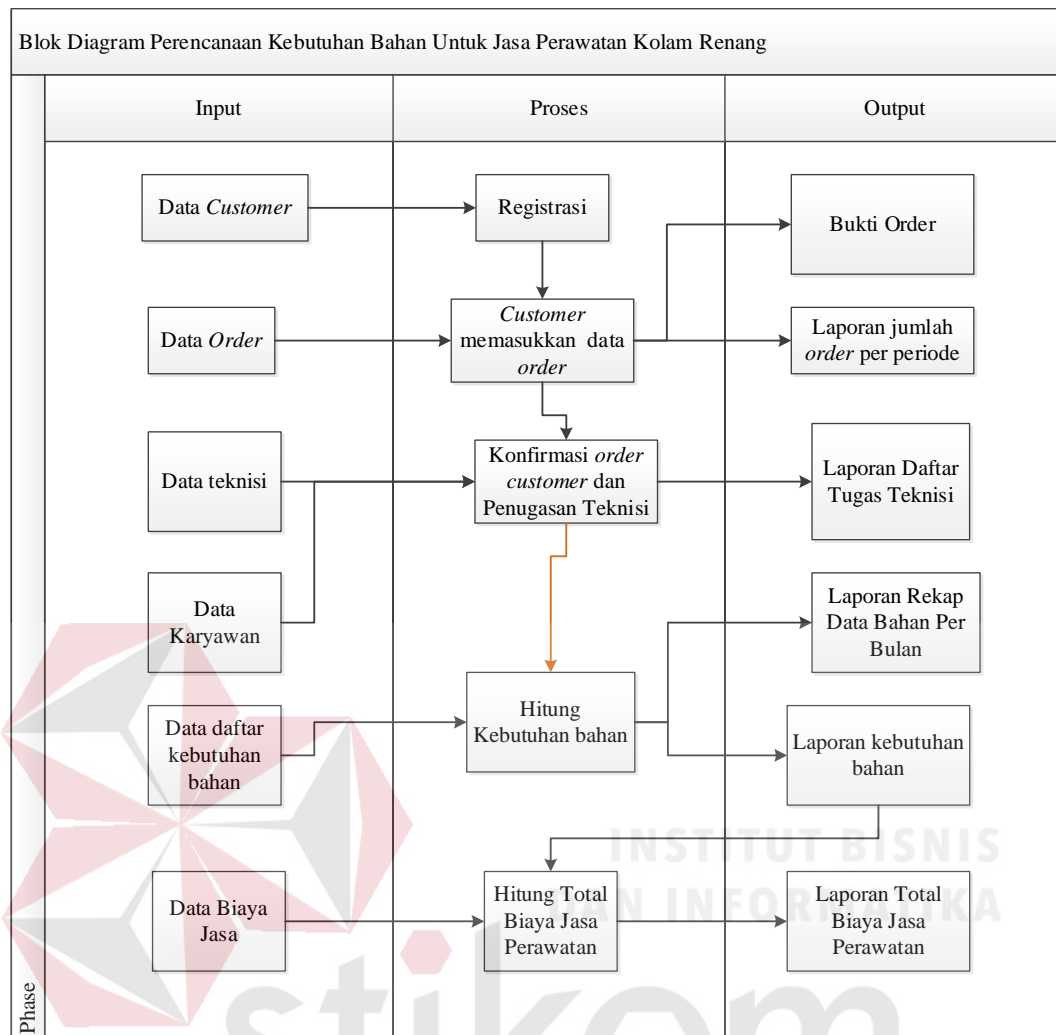 Blok Diagram Perencanaan Kebutuhan Bahan Untuk Jasa Perawatan Kolam Renang
Input
Proses
Output
Data Customer
Registrasi
Bukti Order
Data Order
Customer
memasukkan data
order
Laporan jumlah
order per periode
Data teknisi
Konfirmasi order
customer dan
Penugasan Teknisi
Laporan Daftar
Tugas Teknisi
Data
Karyawan
Laporan Rekap
Data Bahan Per
Bulan
Data daftar
kebutuhan
bahan
Hitung
Kebutuhan bahan
Laporan kebutuhan
bahan
INSTITUT BISNIS
DAN INFORMATIKA
Data Biaya
Jasa
Hitung Total
Biaya Jasa
Perawatan
Laporan Total
Biaya Jasa
Perawatan
Phase
stikom